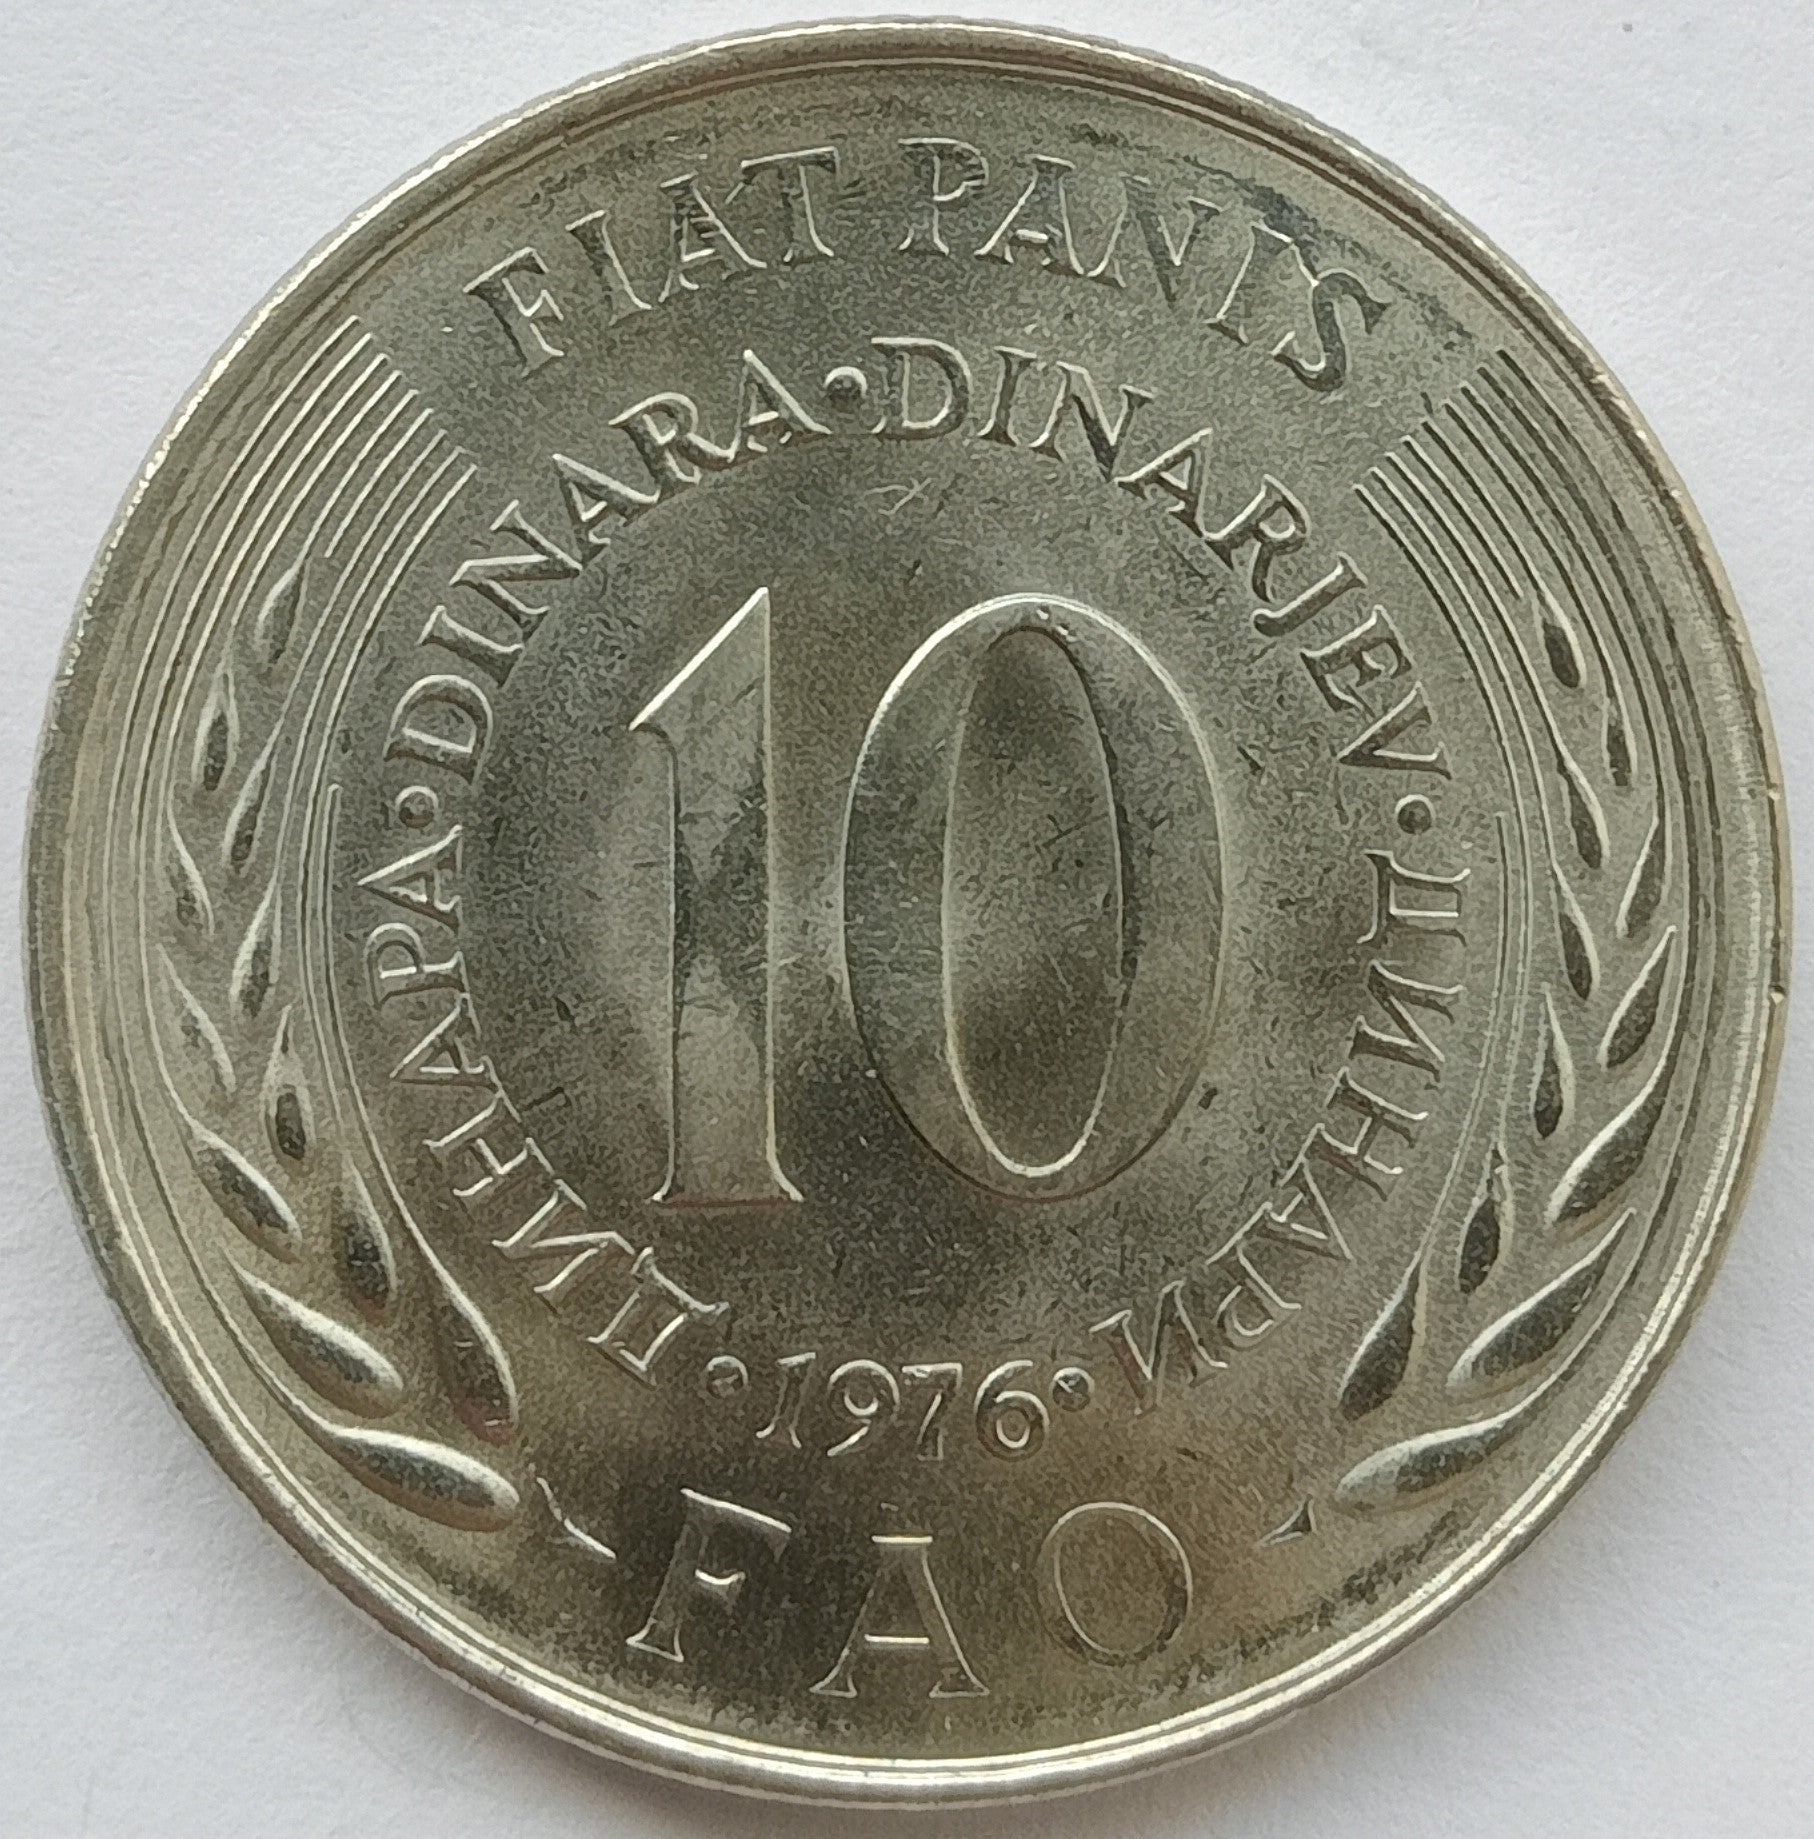 FIAT PANIS
ДИНАРА•DINARA•DINARJEV•ДИНАРИ
10
•1976•
FAO